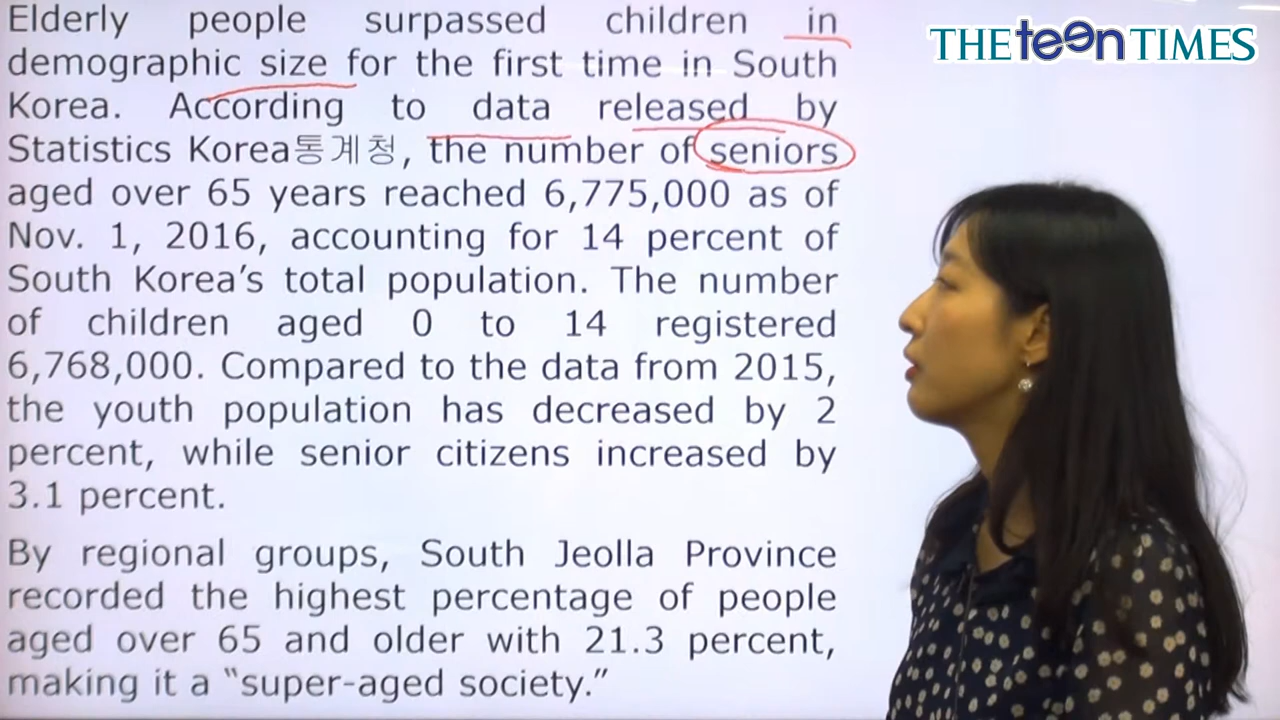 THE teen TIMES
Elderly people surpassed children in
demographic size for the first time in South
Korea. According to data released by
Statistics Korea통계청, the number of seniors
aged over 65 years reached 6,775,000 as of
Nov. 1, 2016, accounting for 14 percent of
South Korea's total population. The number
of children aged 0 to 14 registered
6,768,000. Compared to the data from 2015,
the youth population has decreased by 2
percent, while senior citizens increased by
3.1 percent.
By regional groups, South Jeolla Province
recorded the highest percentage of people
aged over 65 and older with 21.3 percent,
making it a “super-aged society.”